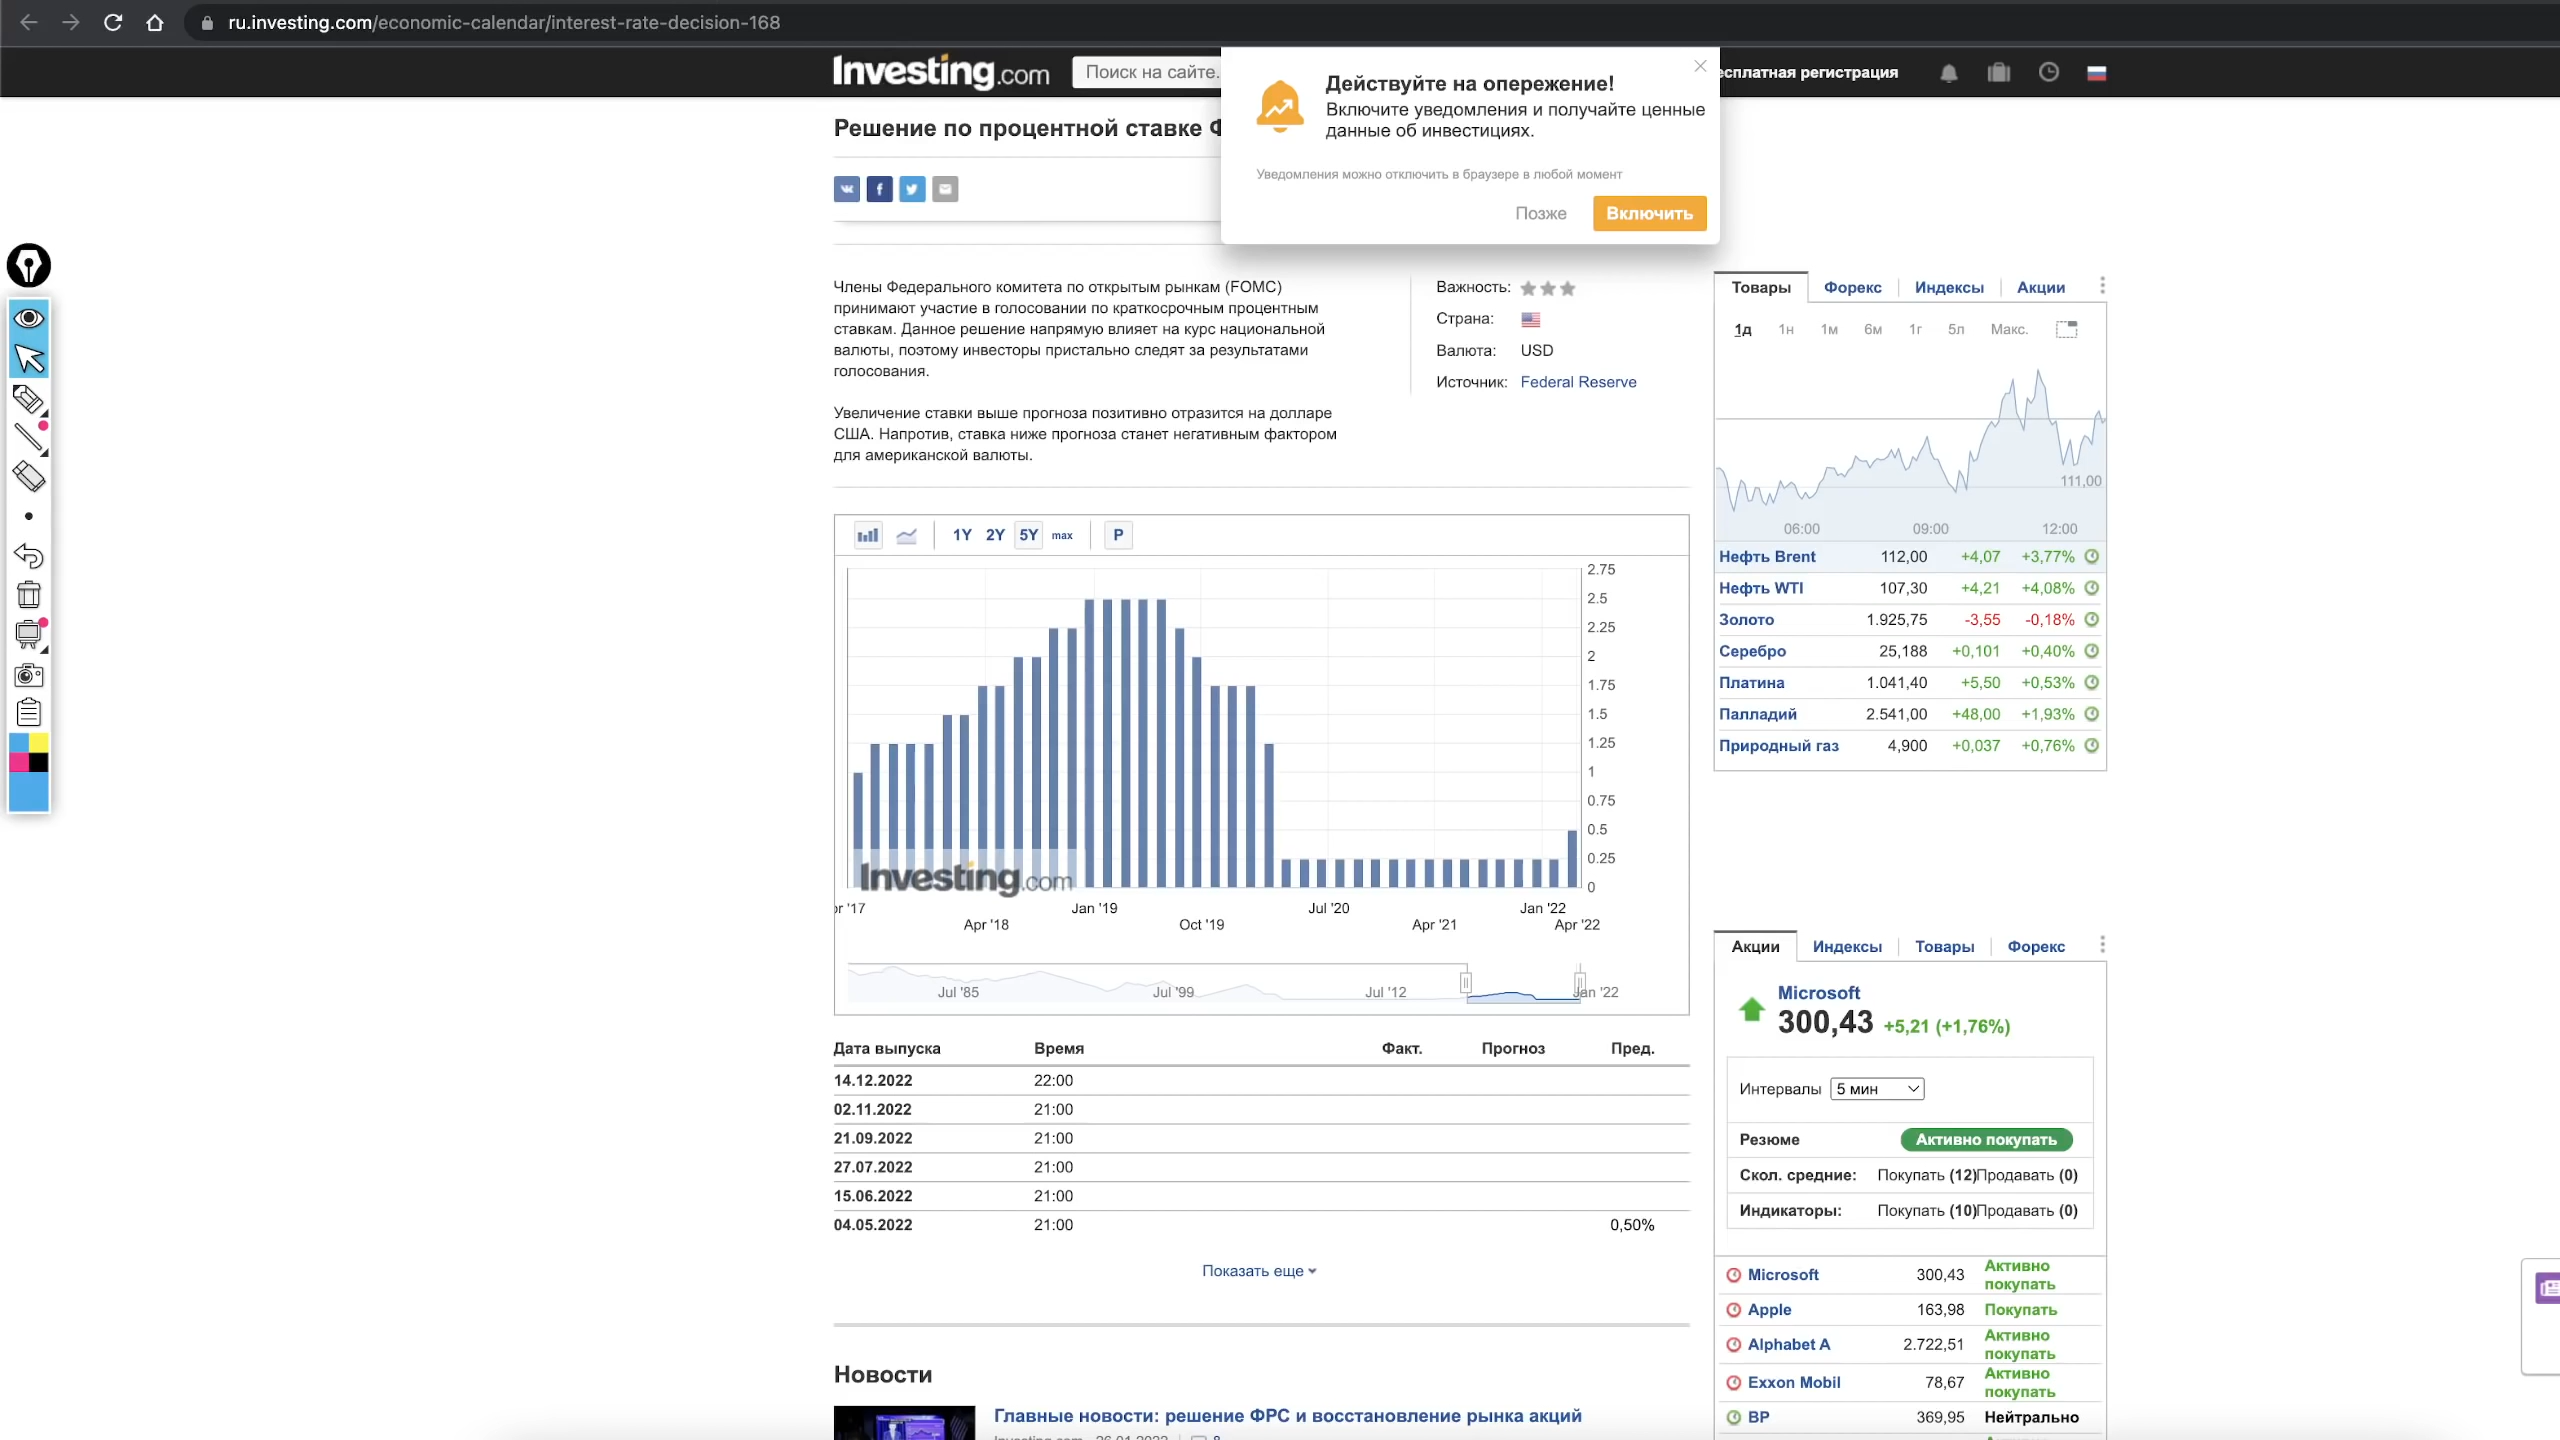 ru.investing.com/economic-calendar/interest-rate-decision-168
Investing.com
Поиск на сайте.
есплатная регистрация
Действуйте на опережение!
Включите уведомления и получайте ценные
данные об инвестициях.
Уведомления можно отключить в браузере в любой момент
Позже
Включить
Решение по процентной ставке
Члены Федерального комитета по открытым рынкам (FOMC)
принимают участие в голосовании по краткосрочным процентным
ставкам. Данное решение напрямую влияет на курс национальной
валюты, поэтому инвесторы пристально следят за результатами
голосования.
Увеличение ставки выше прогноза позитивно отразится на долларе
США. Напротив, ставка ниже прогноза станет негативным фактором
для американской валюты.
Важность:
Страна:
Валюта: USD
Источник: Federal Reserve
1Y 2Y 5Y max P
2.75
2.5
2.25
2
1.75
1.5
1.25
1
0.75
0.5
0.25
0
Investing.com
r '17 Jan '19 Jul '20 Jan '22
Apr '18 Oct '19 Apr '21 Apr '22
Jul '85 Jul '99 Jul '12 Jan '22
Дата выпуска Время Факт. Прогноз Пред.
14.12.2022 22:00
02.11.2022 21:00
21.09.2022 21:00
27.07.2022 21:00
15.06.2022 21:00
04.05.2022 21:00 0,50%
Показать еще
Новости
Главные новости: решение ФРС и восстановление рынка акций
Товары Форекс Индексы Акции
1д 1н 1м 6м 1г 5л Макс.
111,00
06:00 09:00 12:00
Нефть Brent 112,00 +4,07 +3,77%
Нефть WTI 107,30 +4,21 +4,08%
Золото 1.925,75 -3,55 -0,18%
Серебро 25,188 +0,101 +0,40%
Платина 1.041,40 +5,50 +0,53%
Палладий 2.541,00 +48,00 +1,93%
Природный газ 4,900 +0,037 +0,76%
Акции Индексы Товары Форекс
Microsoft
300,43 +5,21 (+1,76%)
Интервалы 5 мин
Резюме Активно покупать
Скол. средние: Покупать (12)Продавать (0)
Индикаторы: Покупать (10)Продавать (0)
Microsoft 300,43 Активно
покупать
Apple 163,98 Покупать
Alphabet A 2.722,51 Активно
покупать
Exxon Mobil 78,67 Активно
покупать
BP 369,95 Нейтрально